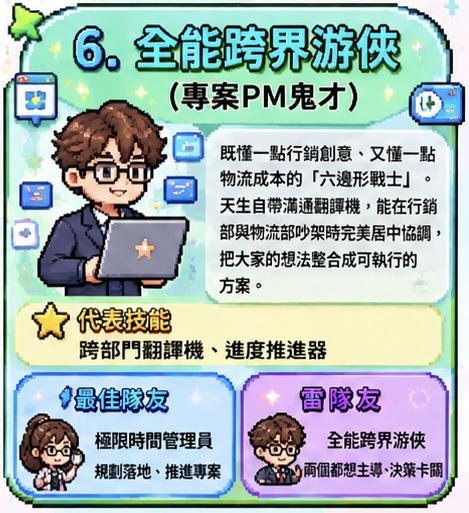 6. 全能跨界游俠
(專案PM鬼才)
既懂一點行銷創意、又懂一點
物流成本的「六邊形戰士」。
天生自帶溝通翻譯機，能在行銷
部與物流部吵架時完美居中協調，
把大家的想法整合成可執行的
方案。
代表技能
跨部門翻譯機、進度推進器
最佳隊友
極限時間管理員
規劃落地、推進專案
雷隊友
全能跨界游俠
兩個都想主導、決策卡關